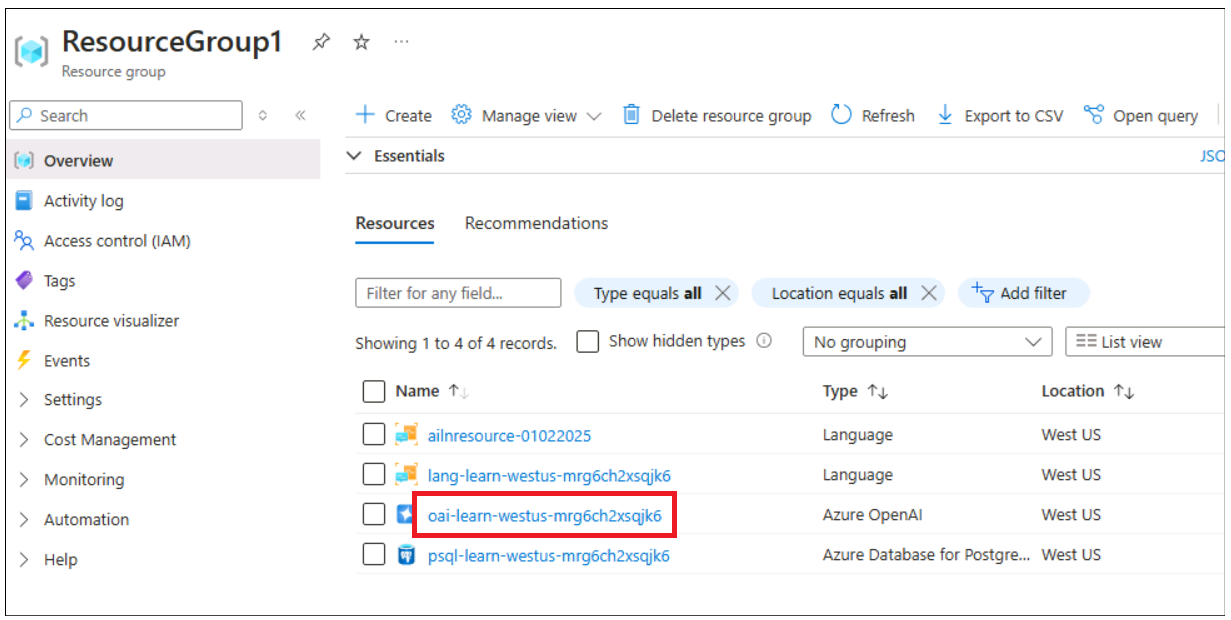 ResourceGroup1
Resource group
Search
Create Manage view Delete resource group Refresh Export to CSV Open query
Overview
Activity log
Access control (IAM)
Tags
Resource visualizer
Events
Settings
Cost Management
Monitoring
Automation
Help
Essentials
JSO
Resources Recommendations
Filter for any field... Type equals all Location equals all Add filter
Showing 1 to 4 of 4 records. Show hidden types No grouping List view
Name Type Location
ailnresource-01022025 Language West US
lang-learn-westus-mrg6ch2xsqjk6 Language West US
oai-learn-westus-mrg6ch2xsqjk6 Azure OpenAI West US
psql-learn-westus-mrg6ch2xsqjk6 Azure Database for Postgre... West US